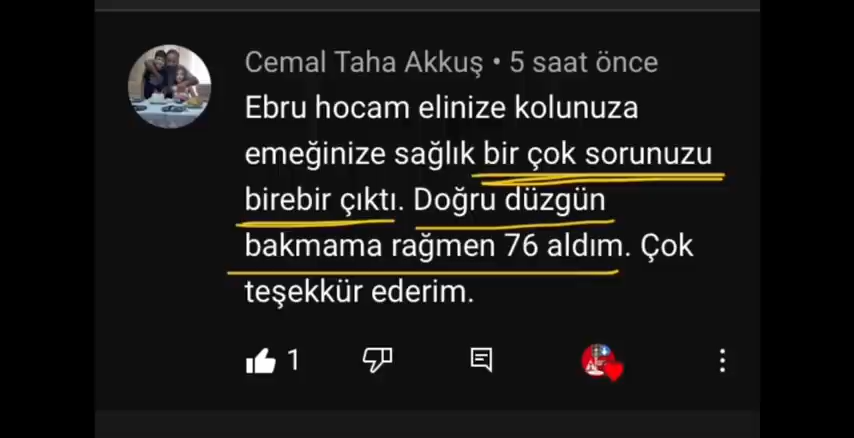 Cemal Taha Akkuş • 5 saat önce
Ebru hocam elinize kolunuza
emeğinize sağlık bir çok sorunuzu
birebir çıktı. Doğru düzgün
bakmama rağmen 76 aldım. Çok
teşekkür ederim.
1